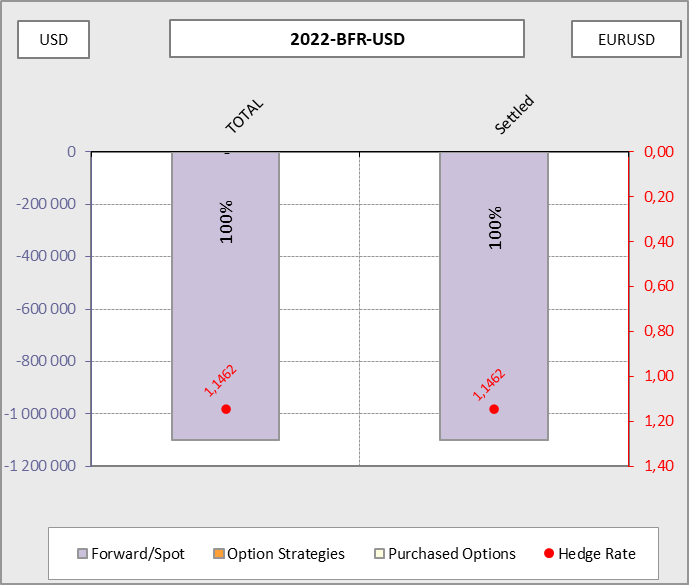 USD
2022-BFR-USD
EURUSD
TOTAL
Settled
0
-200 000
-400 000
-600 000
-800 000
-1 000 000
-1 200 000
100%
100%
1,1462
1,1462
0,00
0,20
0,40
0,60
0,80
1,00
1,20
1,40
Forward/Spot
Option Strategies
Purchased Options
Hedge Rate